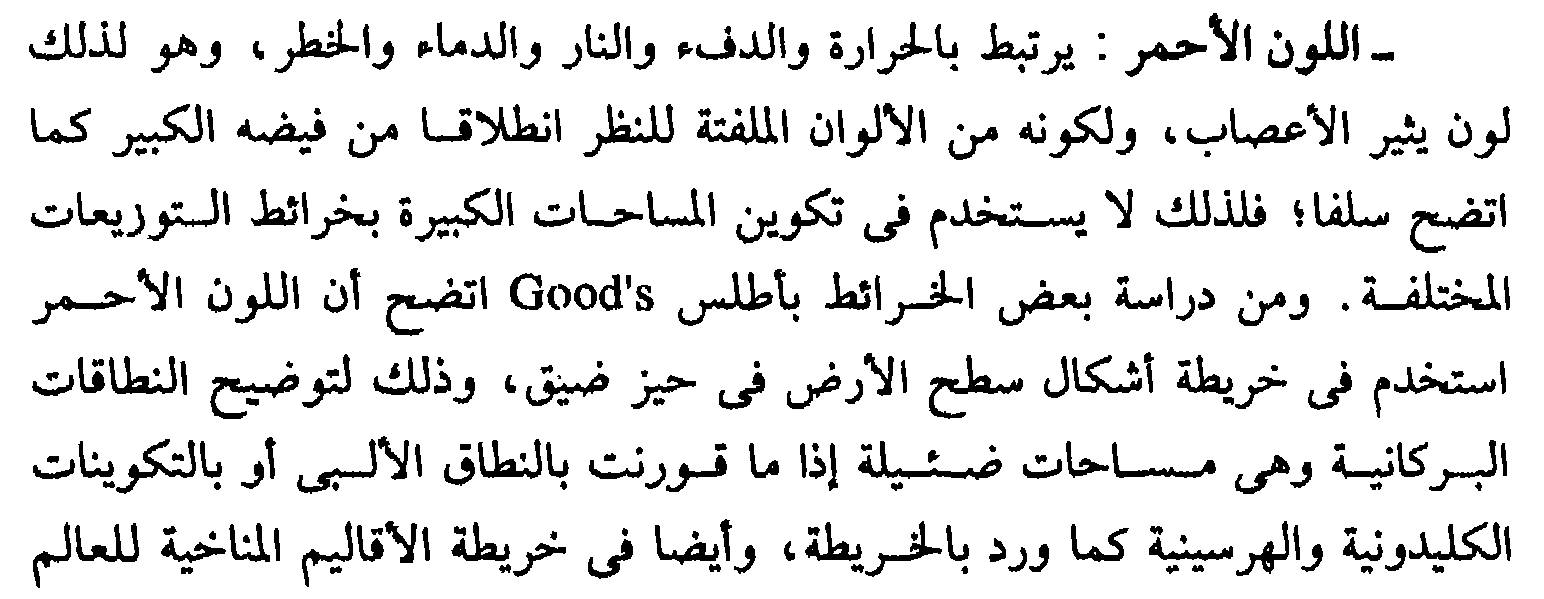 ـ اللون الأحمر : يرتبط بالحرارة والدفء والنار والدماء والخطر، وهو لذلك
لون يثير الأعصاب، ولكونه من الألوان الملفتة للنظر انطلاقا من فيضه الكبير كما
اتضح سلفا؛ فلذلك لا يستخدم فى تكوين المساحات الكبيرة بخرائط التوزيعات
المختلفة. ومن دراسة بعض الخرائط بأطلس Good's اتضح أن اللون الأحمر
استخدم فى خريطة أشكال سطح الأرض فى حيز ضيق، وذلك لتوضيح النطاقات
البركانية وهى مساحات ضئيلة إذا ما قورنت بالنطاق الألبى أو بالتكوينات
الكليدونية والهرسينية كما ورد بالخريطة، وأيضا فى خريطة الأقاليم المناخية للعالم